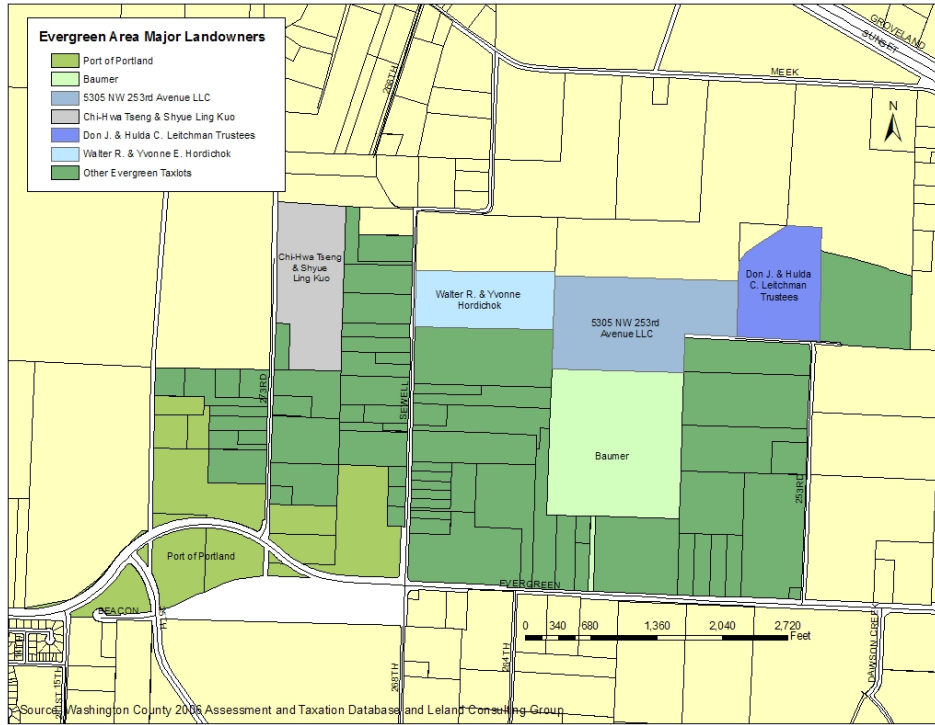 Evergreen Area Major Landowners
Port of Portland
Baumer
5305 NW 253rd Avenue LLC
Chi-Hwa Tseng & Shyue Ling Kuo
Don J. & Hulda C. Leitchman Trustees
Walter R. & Yvonne E. Hordichok
Other Evergreen Taxlots
GROVELAND
SUNSET
MEEK
268TH
N
Chi-Hwa Tseng
& Shyue
Ling Kuo
Walter R. & Yvonne
Hordichok
5305 NW 253rd
Avenue LLC
Don J. & Hulda
C. Leitchman
Trustees
273RD
SEWELL
Baumer
253RD
Port of Portland
EVERGREEN
BEACON
0 340 680 1,360 2,040 2,720
Feet
264TH
268TH
DAWSON CREEK
Source: Washington County 2006 Assessment and Taxation Database and Leland Consulting Group